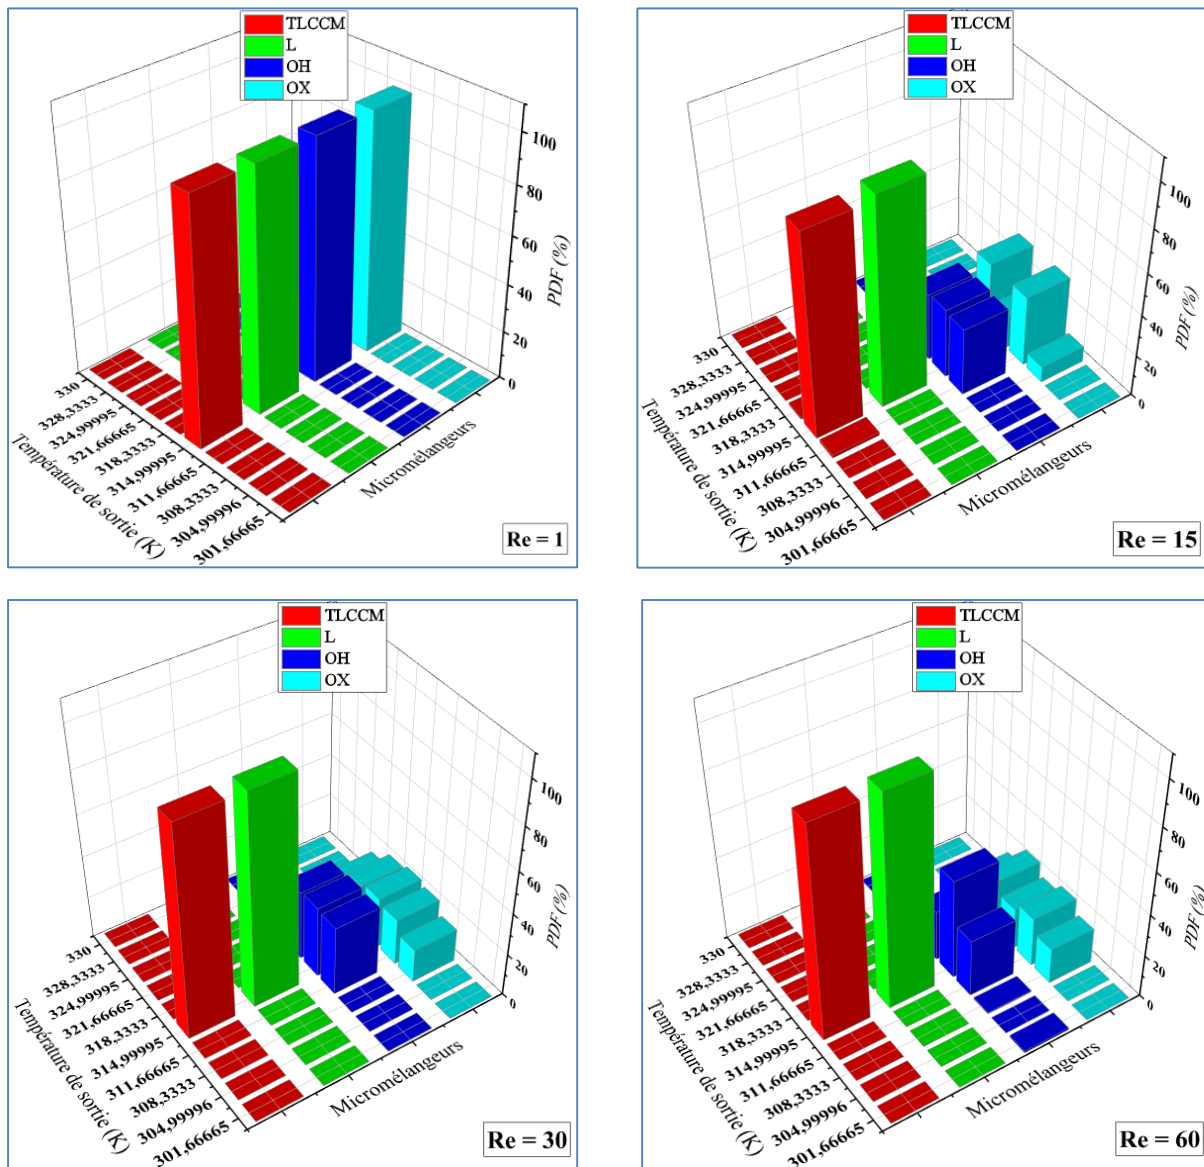 TLCCM
L
OH
OX
100
80
60
40
20
0
PDF (%)
330
328,3333
324,99995
321,66665
318,3333
314,99995
311,66665
308,3333
304,99996
301,66665
Température de sortie (K)
Micromélangeurs
Re = 1
TLCCM
L
OH
OX
100
80
60
40
20
0
PDF (%)
330
328,3333
324,99995
321,66665
318,3333
314,99995
311,66665
308,3333
304,99996
301,66665
Température de sortie (K)
Micromélangeurs
Re = 15
TLCCM
L
OH
OX
100
80
60
40
20
0
PDF (%)
330
328,3333
324,99995
321,66665
318,3333
314,99995
311,66665
308,3333
304,99996
301,66665
Température de sortie (K)
Micromélangeurs
Re = 30
TLCCM
L
OH
OX
100
80
60
40
20
0
PDF (%)
330
328,3333
324,99995
321,66665
318,3333
314,99995
311,66665
308,3333
304,99996
301,66665
Température de sortie (K)
Micromélangeurs
Re = 60